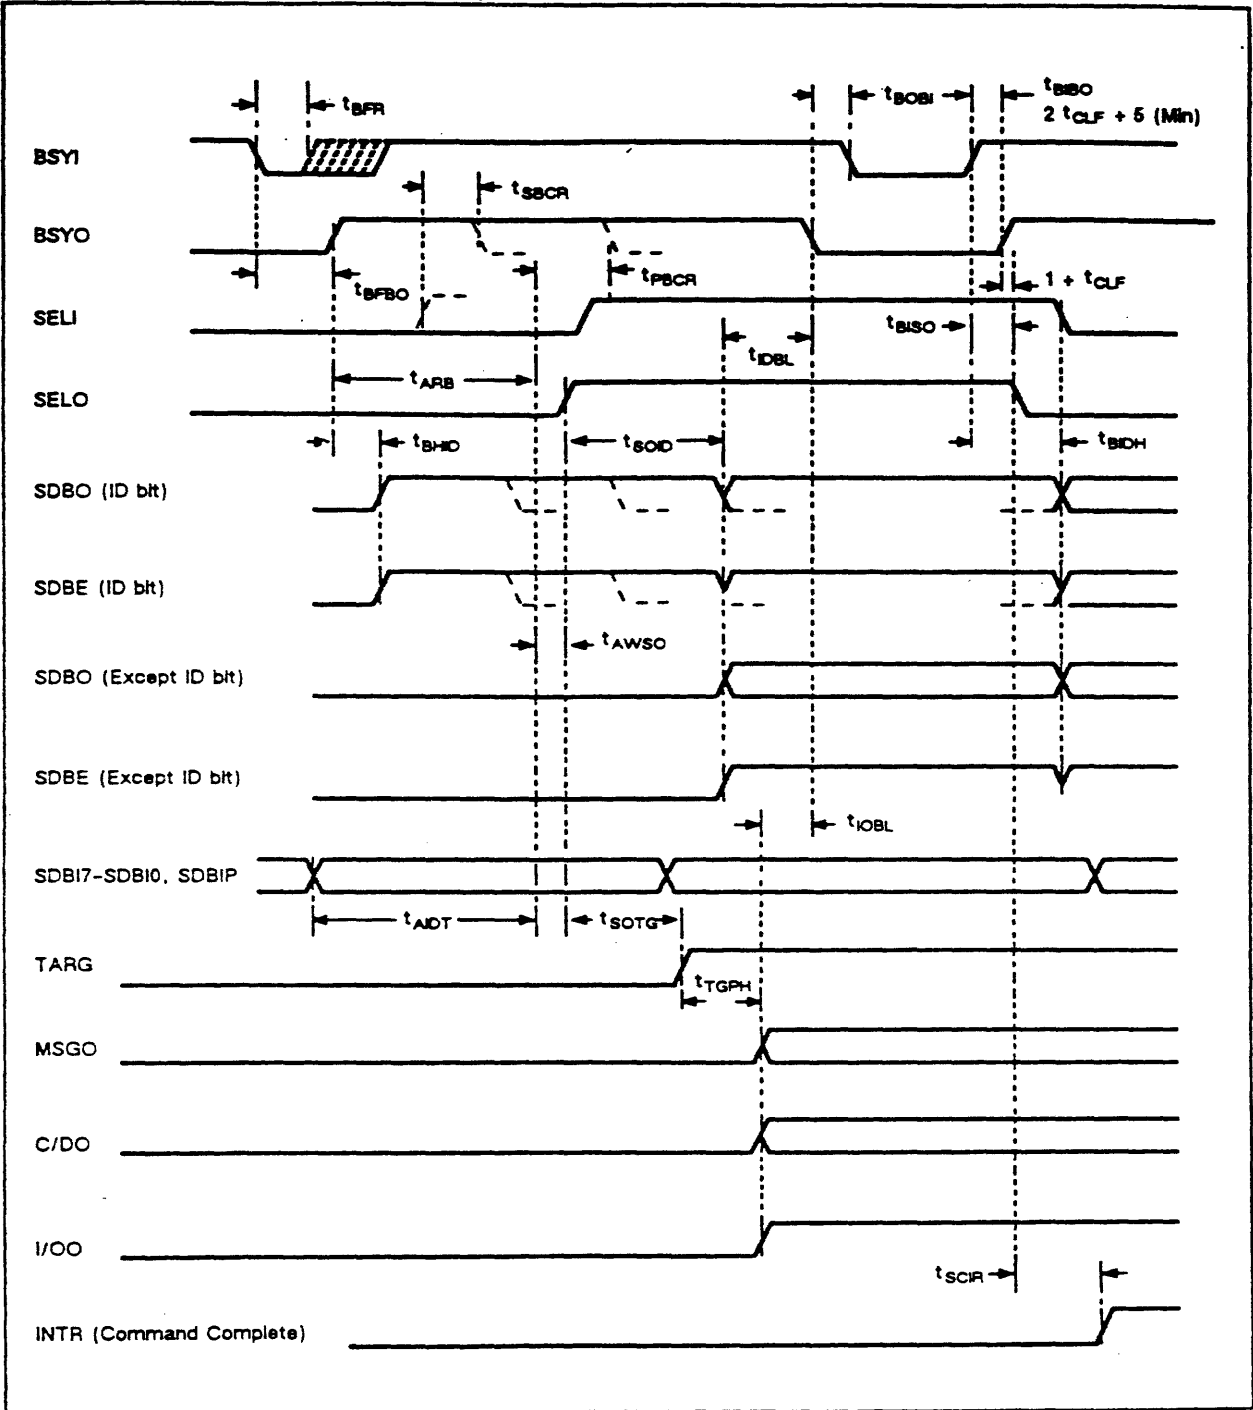 tBFR
tBOBI
tBIBO
2 tCLF + 5 (Min)
BSYI
tSBCR
BSYO
tBFBO
tPBCR
1 + tCLF
SELI
tBISO
tIDBL
tARB
SELO
tBHID
tSOID
tBIDH
SDBO (ID bit)
SDBE (ID bit)
tAWSO
SDBO (Except ID bit)
SDBE (Except ID bit)
tIOBL
SDBI7-SDBI0, SDBIP
tAIDT
tSOTG
TARG
tTGPH
MSGO
C/DO
I/OO
tSCIR
INTR (Command Complete)